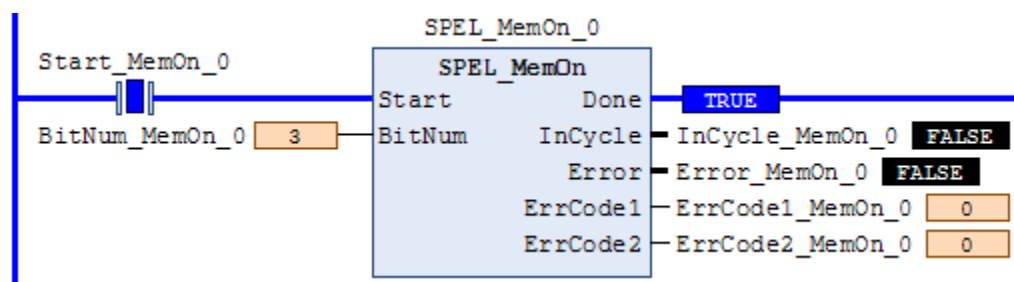 SPEL_MemOn_0
Start_MemOn_0
SPEL_MemOn
Start Done TRUE
BitNum_MemOn_0 3 BitNum InCycle InCycle_MemOn_0 FALSE
Error Error_MemOn_0 FALSE
ErrCode1 ErrCode1_MemOn_0 0
ErrCode2 ErrCode2_MemOn_0 0